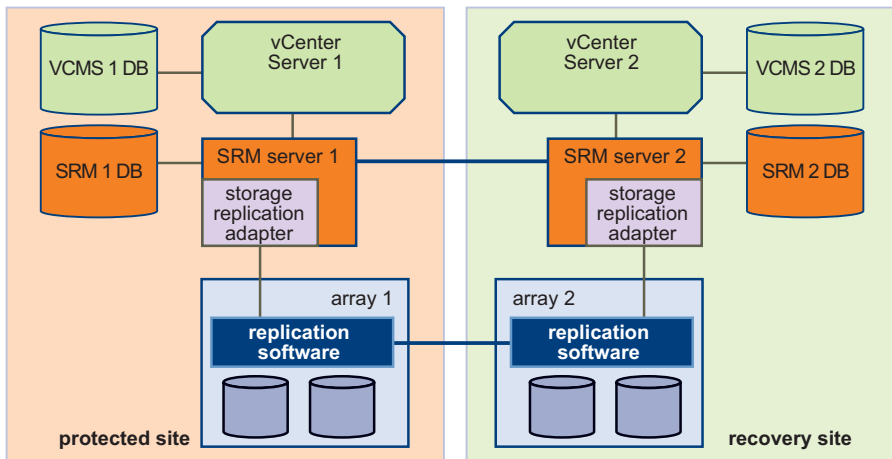 VCMS 1 DB
vCenter
Server 1
SRM 1 DB
SRM server 1
storage
replication
adapter
array 1
replication
software
protected site
vCenter
Server 2
VCMS 2 DB
SRM server 2
SRM 2 DB
storage
replication
adapter
array 2
replication
software
recovery site